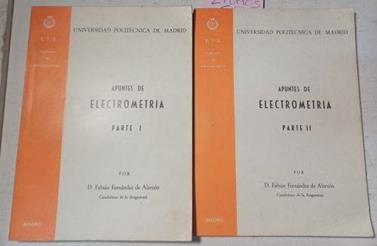 UNIVERSIDAD POLITECNICA DE MADRID
APUNTES DE
ELECTROMETRIA
PARTE I
POR
D. Fabián Fernández de Alarcón
Catedrático de la Asignatura
MADRID
UNIVERSIDAD POLITECNICA DE MADRID
APUNTES DE
ELECTROMETRIA
PARTE II
POR
D. Fabián Fernández de Alarcón
Catedrático de la Asignatura
MADRID